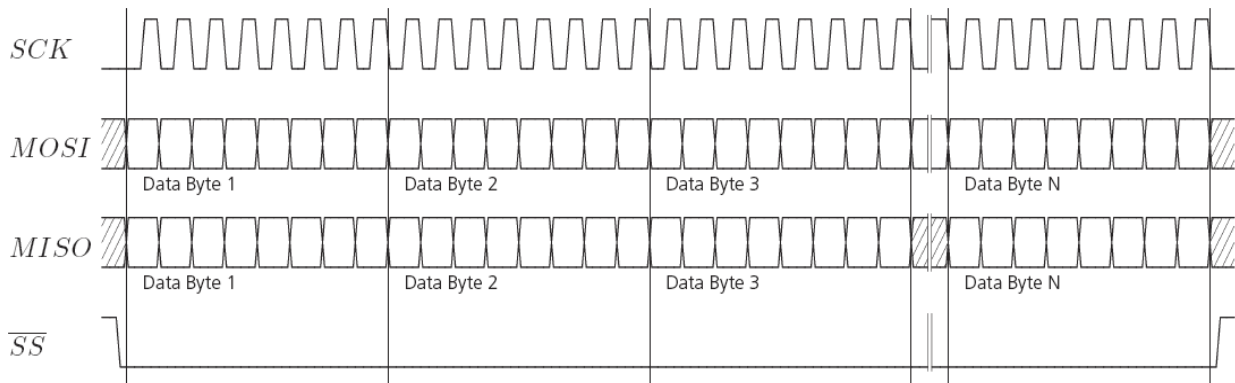 SCK
MOSI
Data Byte 1 Data Byte 2 Data Byte 3 Data Byte N
MISO
Data Byte 1 Data Byte 2 Data Byte 3 Data Byte N
S̅S̅